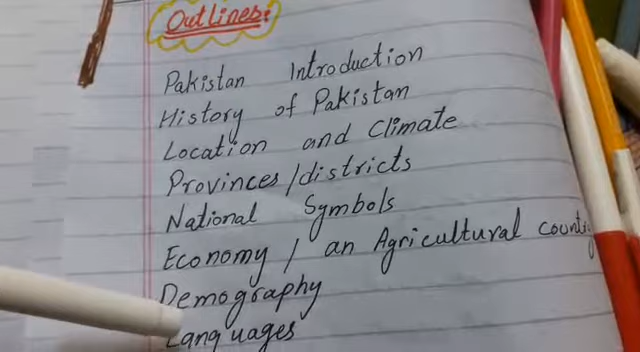 Outlines:
Pakistan Introduction
History of Pakistan
Location and Climate
Provinces/districts
National Symbols
Economy / an Agricultural
Demography
Languages